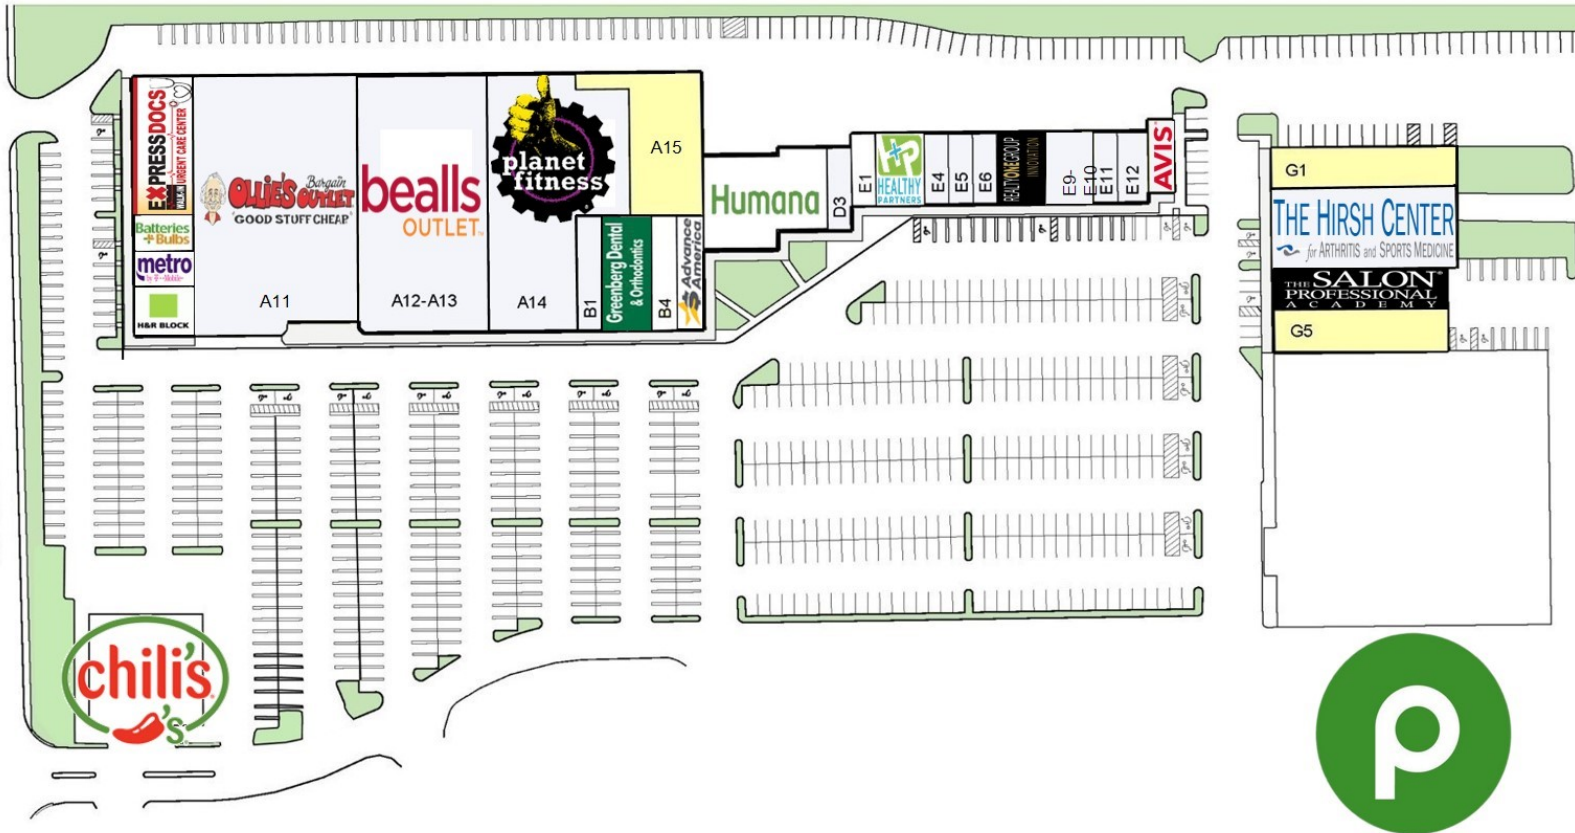 EXPRESSDOCS
URGENT CARE CENTER
Batteries
+ Bulbs
metro
by T-Mobile
H&R BLOCK
OLLIE'S Bargain
OUTLET
"GOOD STUFF CHEAP"
A11
bealls
OUTLET
A12-A13
planet
fitness
A14
A15
B1
Greenberg Dental
& Orthodontics
B4
Advance
America
Humana
D3
E1
HEALTHY
PARTNERS
E4
E5
E6
REALTYONEGROUP
INNOVATION
E9-
E10
E11
E12
AVIS
G1
THE HIRSH CENTER
for ARTHRITIS and SPORTS MEDICINE
THE SALON
PROFESSIONAL
ACADEMY
G5
chili's
's
p